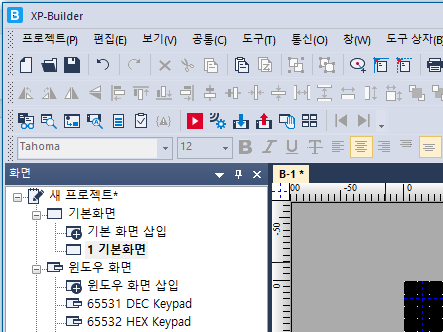 B XP-Builder
프로젝트(P) 편집(E) 보기(V) 공통(C) 도구(T) 통신(O) 창(W) 도구 상자(B)
Tahoma 12 B I U T
화면 B-1 *
00 -50 0
새 프로젝트*
기본화면
-50
기본 화면 삽입
1 기본화면
윈도우 화면
윈도우 화면 삽입
0
65531 DEC Keypad
65532 HEX Keypad